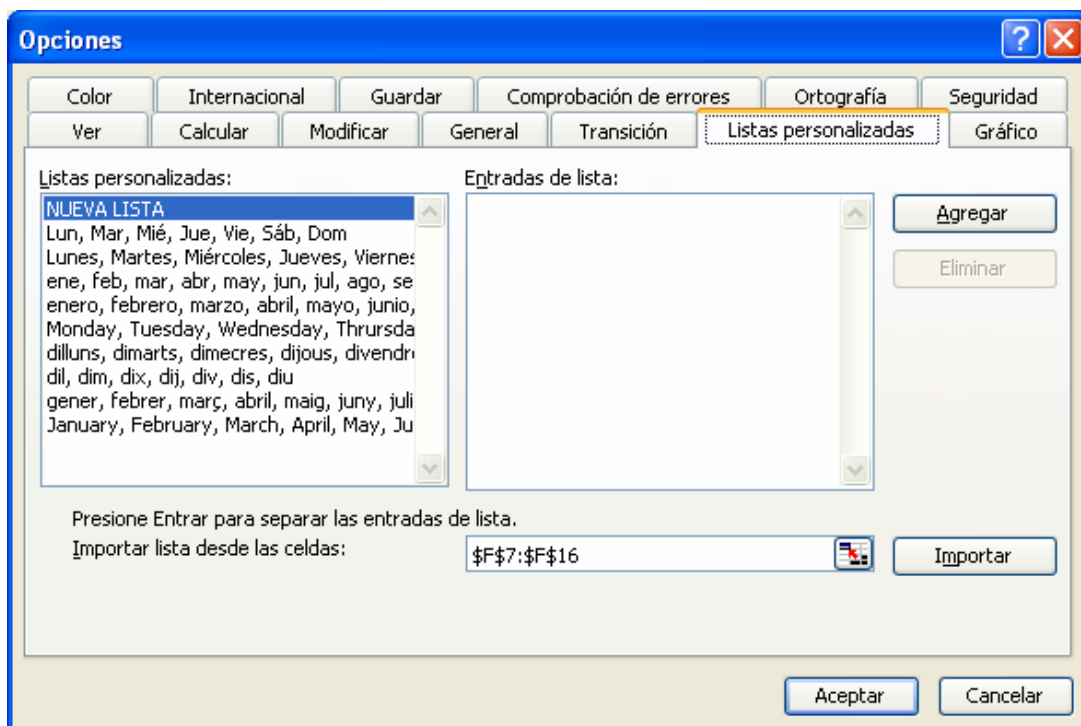 Opciones
Color Internacional Guardar Comprobación de errores Ortografía Seguridad
Ver Calcular Modificar General Transición Listas personalizadas Gráfico
Listas personalizadas:
NUEVA LISTA
Lun, Mar, Mié, Jue, Vie, Sáb, Dom
Lunes, Martes, Miércoles, Jueves, Viernes
ene, feb, mar, abr, may, jun, jul, ago, se
enero, febrero, marzo, abril, mayo, junio,
Monday, Tuesday, Wednesday, Thrursda
dilluns, dimarts, dimecres, dijous, divendr
dil, dim, dix, dij, div, dis, diu
gener, febrer, març, abril, maig, juny, juli
January, February, March, April, May, Ju
Entradas de lista:
Agregar
Eliminar
Presione Entrar para separar las entradas de lista.
Importar lista desde las celdas:
$F$7:$F$16
Importar
Aceptar
Cancelar